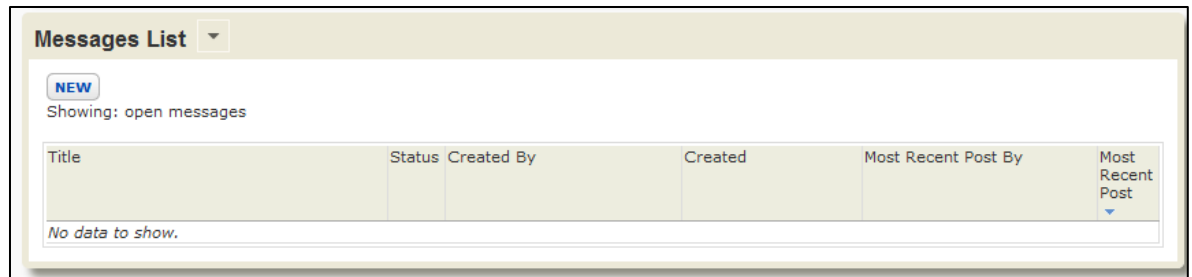 Messages List
NEW
Showing: open messages
Title Status Created By Created Most Recent Post By Most
Recent
Post
No data to show.